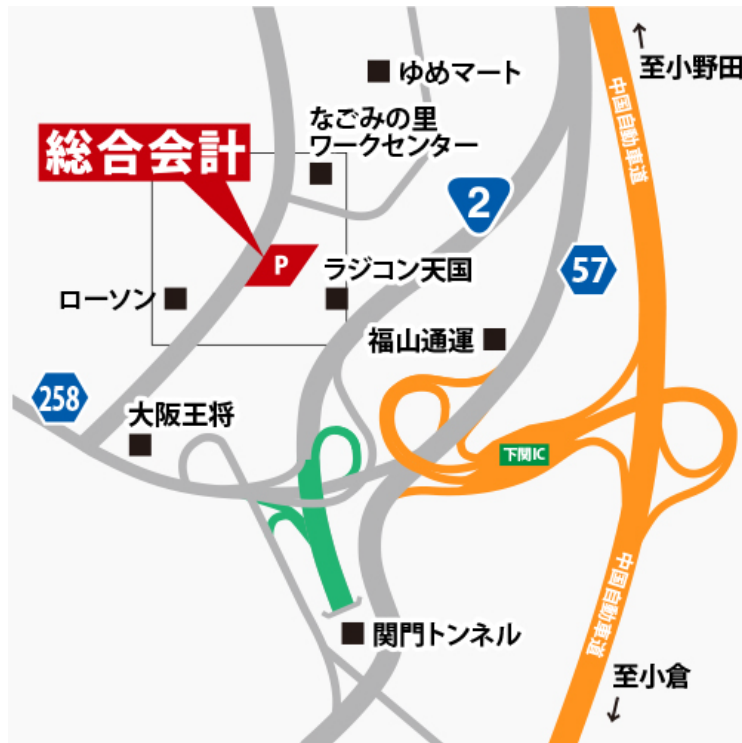 至小野田
ゆめマート
中国自動車道
なごみの里
ワークセンター
総合会計
2
P
ラジコン天国
57
ローソン
福山通運
258
大阪王将
下関IC
中国自動車道
関門トンネル
至小倉